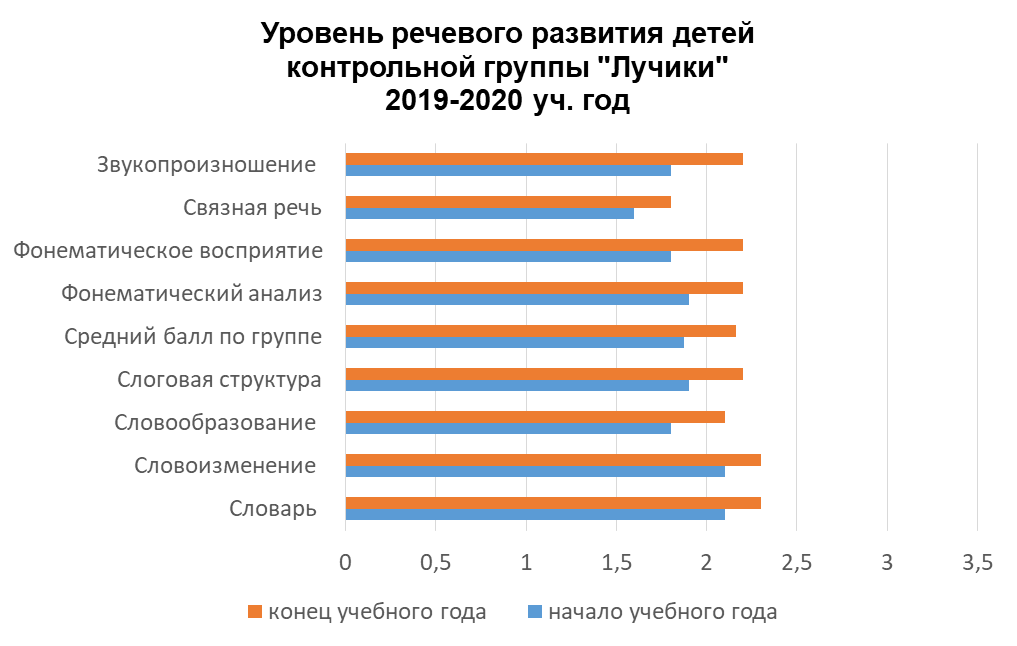 Уровень речевого развития детей
контрольной группы "Лучики"
2019-2020 уч. год
Звукопроизношение
Связная речь
Фонематическое восприятие
Фонематический анализ
Средний балл по группе
Слоговая структура
Словообразование
Словоизменение
Словарь
0 0,5 1 1,5 2 2,5 3 3,5
конец учебного года начало учебного года